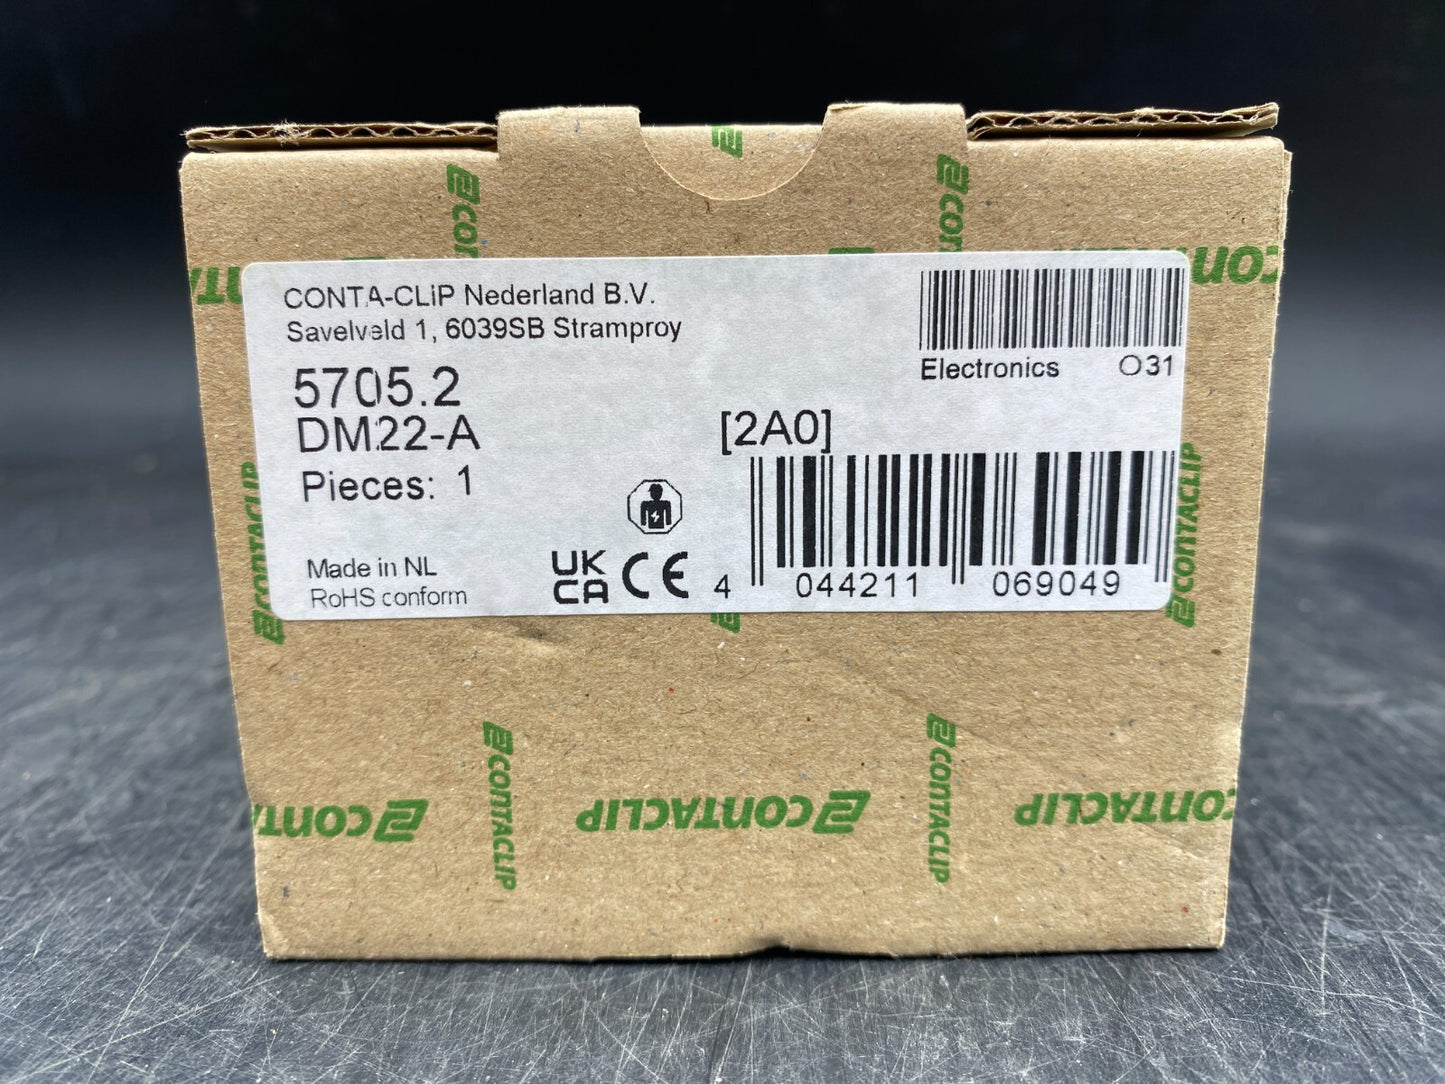 CONTA-CLIP Nederland B.V.
Savelveld 1, 6039SB Stramproy
5705.2
DM22-A
Pieces: 1
Made in NL
RoHS conform
UK
CA
CE
Electronics O31
[2A0]
4 044211 069049
CONTACLIP
CONTACLIP
CONTACLIP
CONTACLIP
CONTACLIP
CONTACLIP